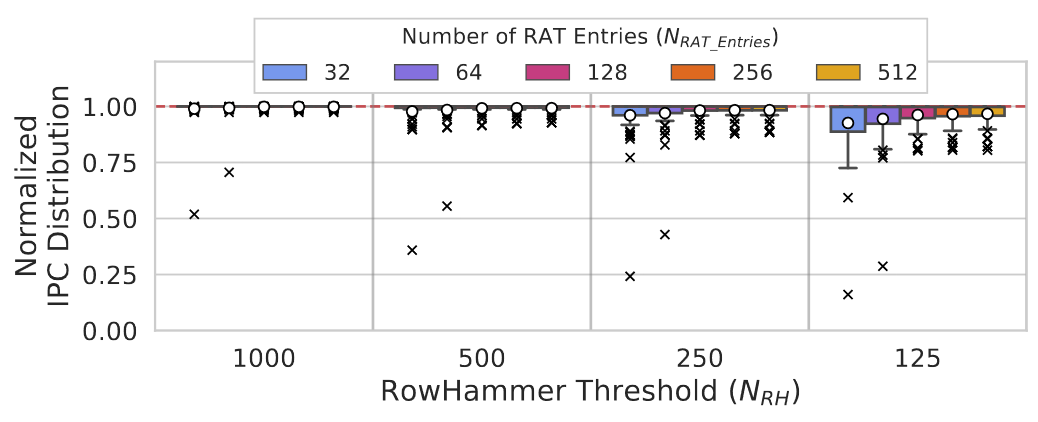 Number of RAT Entries (N_RAT_Entries)
32 64 128 256 512
Normalized
IPC Distribution
1.00
0.75
0.50
0.25
0.00
1000 500 250 125
RowHammer Threshold (N_RH)